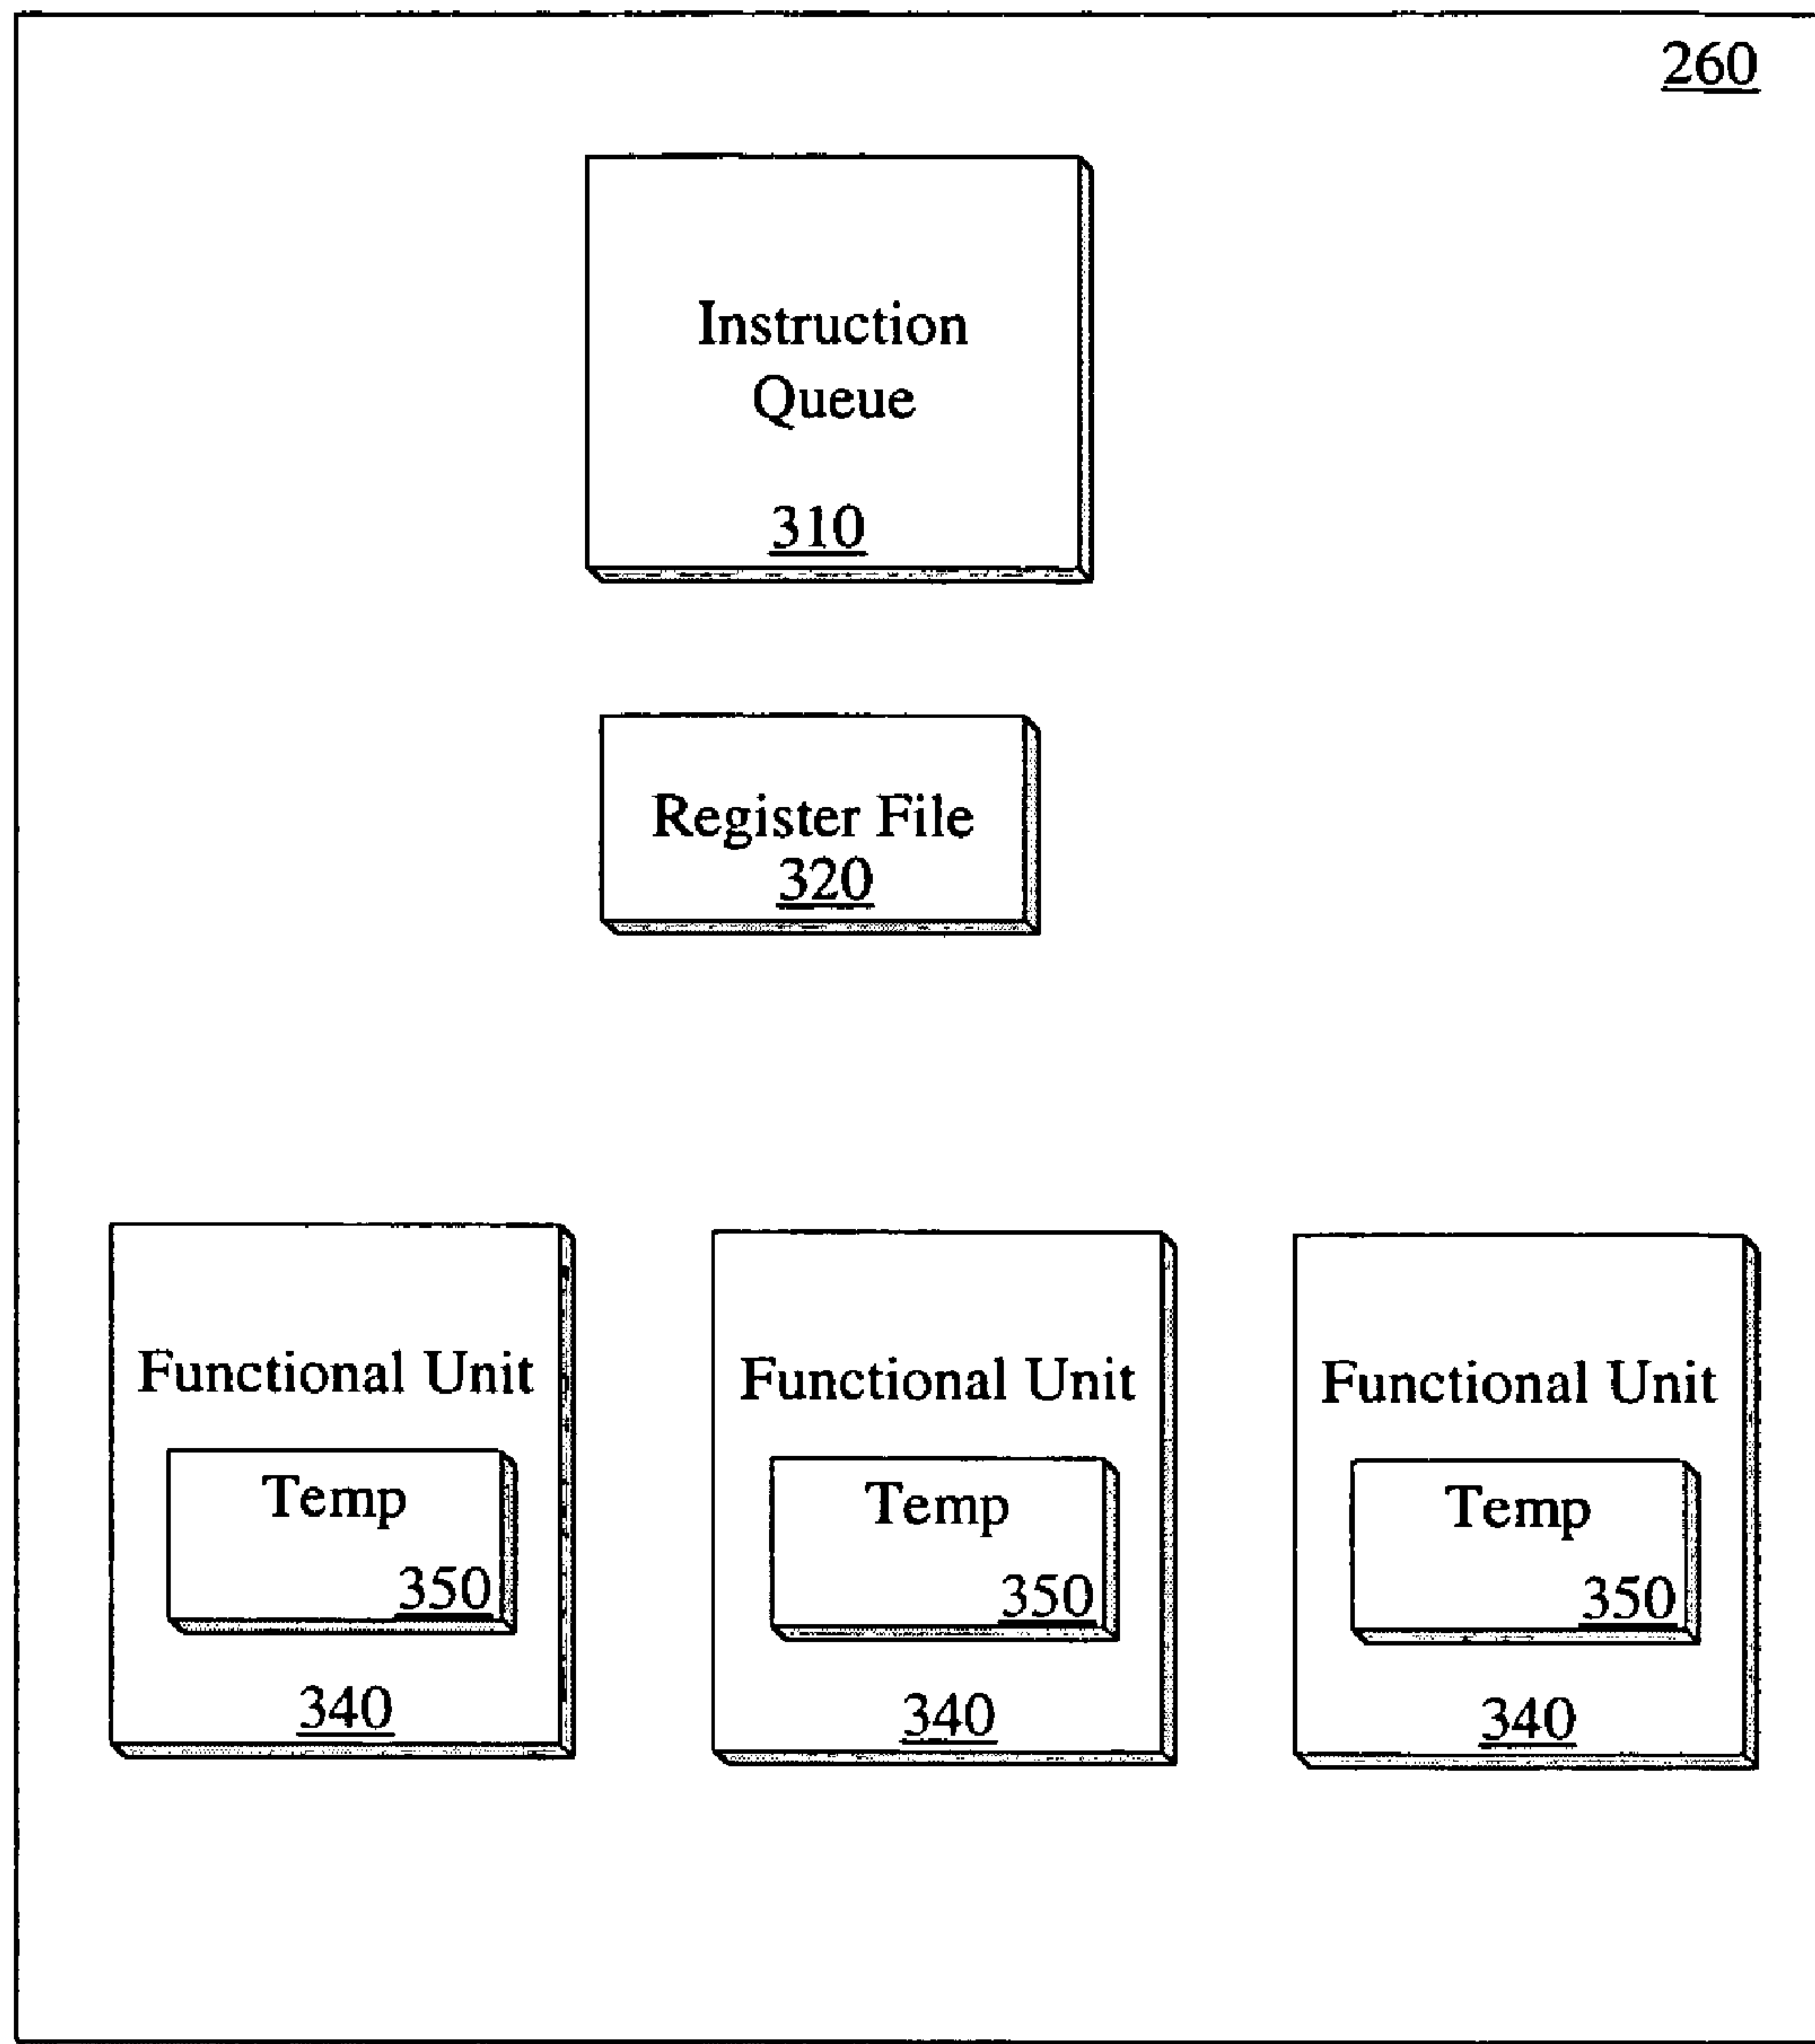 260
Instruction
Queue
310
Register File
320
Functional Unit
Temp
350
340
Functional Unit
Temp
350
340
Functional Unit
Temp
350
340